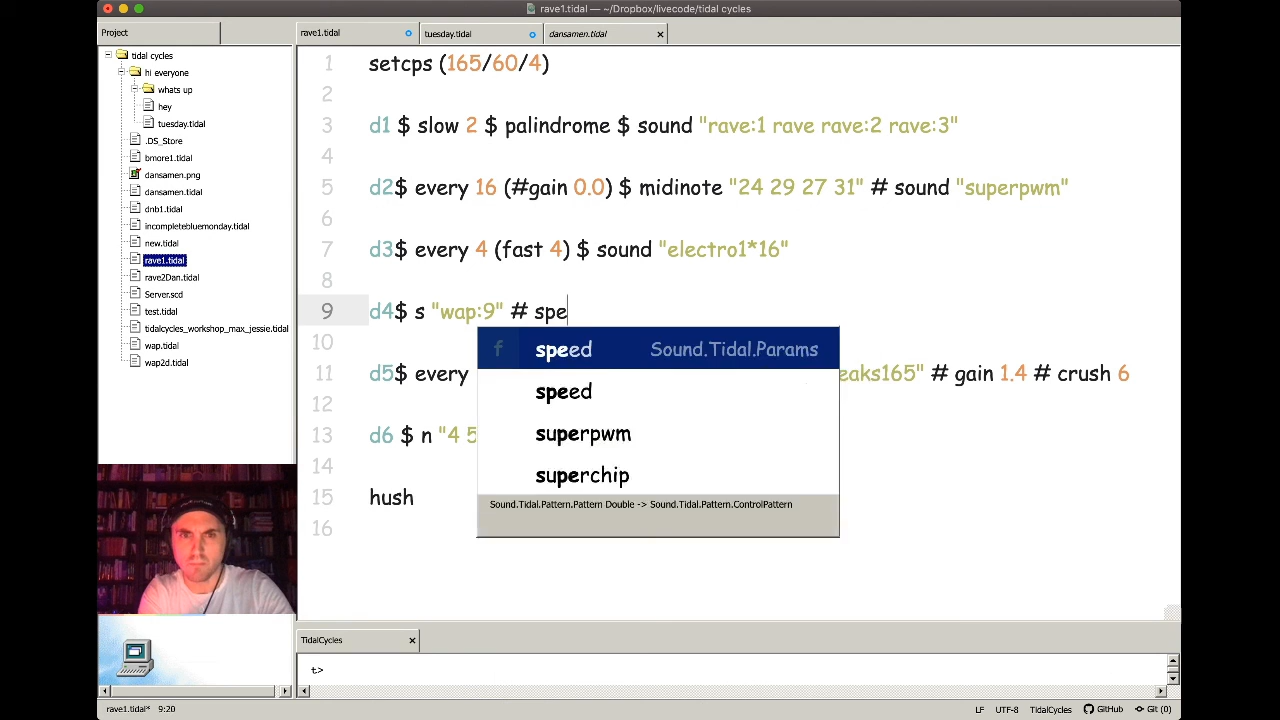 rave1.tidal — ~/Dropbox/livecode/tidal cycles
Project
rave1.tidal
tuesday.tidal
dansamen.tidal
tidal cycles
hi everyone
whats up
hey
tuesday.tidal
.DS_Store
bmore1.tidal
dansamen.png
dansamen.tidal
dnb1.tidal
incompletebluemonday.tidal
new.tidal
rave1.tidal
rave2Dan.tidal
Server.scd
test.tidal
tidalcycles_workshop_max_jessie.tidal
wap.tidal
wap2d.tidal
1 setcps (165/60/4)
2
3 d1 $ slow 2 $ palindrome $ sound "rave:1 rave rave:2 rave:3"
4
5 d2$ every 16 (#gain 0.0) $ midinote "24 29 27 31" # sound "superpwm"
6
7 d3$ every 4 (fast 4) $ sound "electro1*16"
8
9 d4$ s "wap:9" # spe
10
11 d5$ every eaks165" # gain 1.4 # crush 6
12
13 d6 $ n "4 5
14
15 hush
16
f speed Sound.Tidal.Params
speed
superpwm
superchip
Sound.Tidal.Pattern.Pattern Double -> Sound.Tidal.Pattern.ControlPattern
TidalCycles
t>
rave1.tidal* 9:20
LF UTF-8 TidalCycles GitHub Git (0)